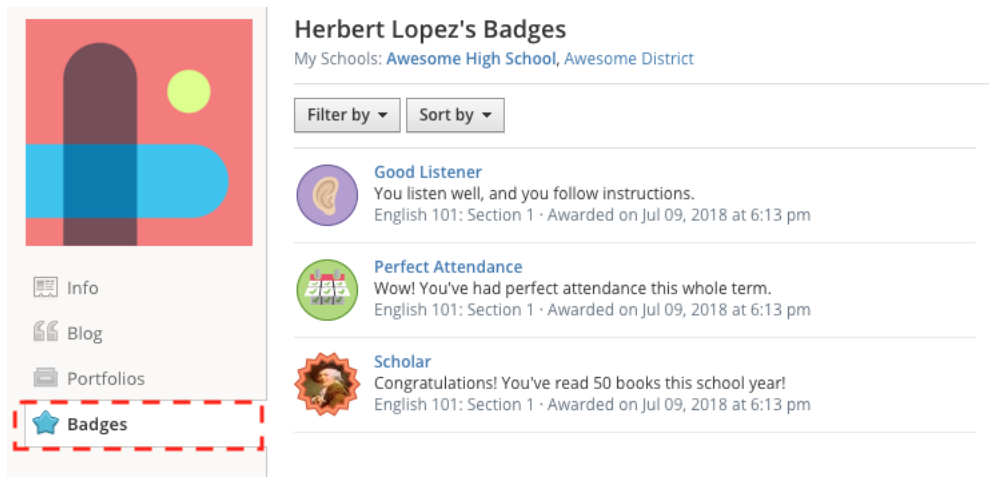 Herbert Lopez's Badges
My Schools: Awesome High School, Awesome District
Filter by
Sort by
Good Listener
You listen well, and you follow instructions.
English 101: Section 1 · Awarded on Jul 09, 2018 at 6:13 pm
Perfect Attendance
Wow! You've had perfect attendance this whole term.
English 101: Section 1 · Awarded on Jul 09, 2018 at 6:13 pm
Scholar
Congratulations! You've read 50 books this school year!
English 101: Section 1 · Awarded on Jul 09, 2018 at 6:13 pm
Info
Blog
Portfolios
Badges